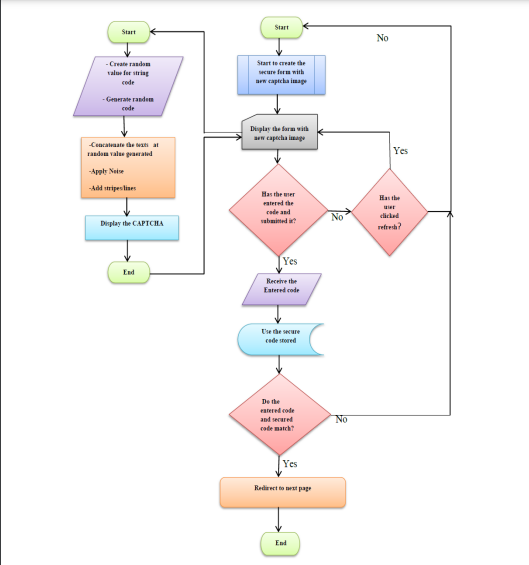 Start
- Create random
value for string
code
- Generate random
code
-Concatenate the texts at
random value generated
-Apply Noise
-Add stripes/lines
Display the CAPTCHA
End
Start
No
Start to create the
secure form with
new captcha image
Display the form with
new captcha image
Yes
Has the user
entered the
code and
submitted it?
No
Has the
user
clicked
refresh?
Yes
Receive the
Entered code
Use the secure
code stored
Do the
entered code
and secured
code match?
No
Yes
Redirect to next page
End